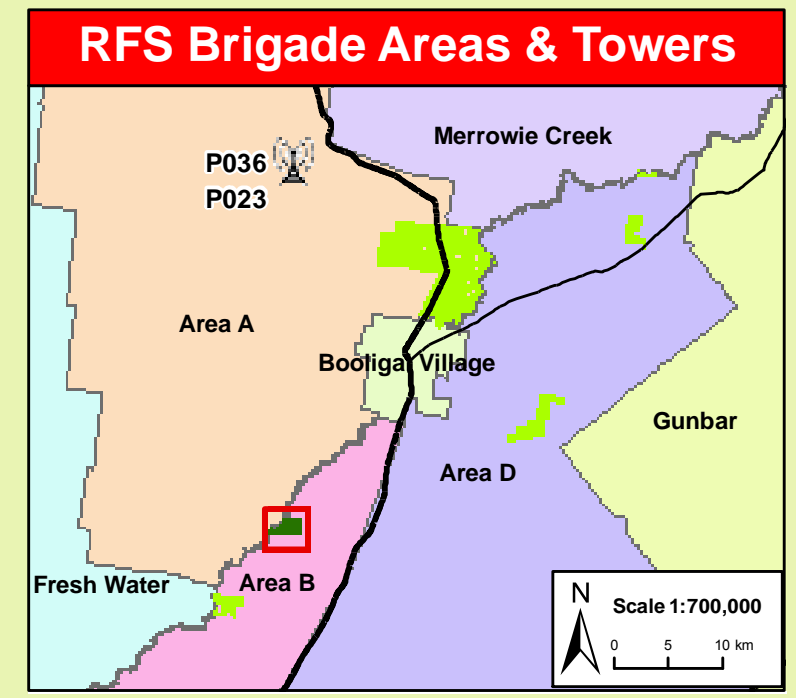 RFS Brigade Areas & Towers
Merrowie Creek
P036
P023
Area A
Booligal Village
Gunbar
Area D
Fresh Water
Area B
N
Scale 1:700,000
0 5 10 km